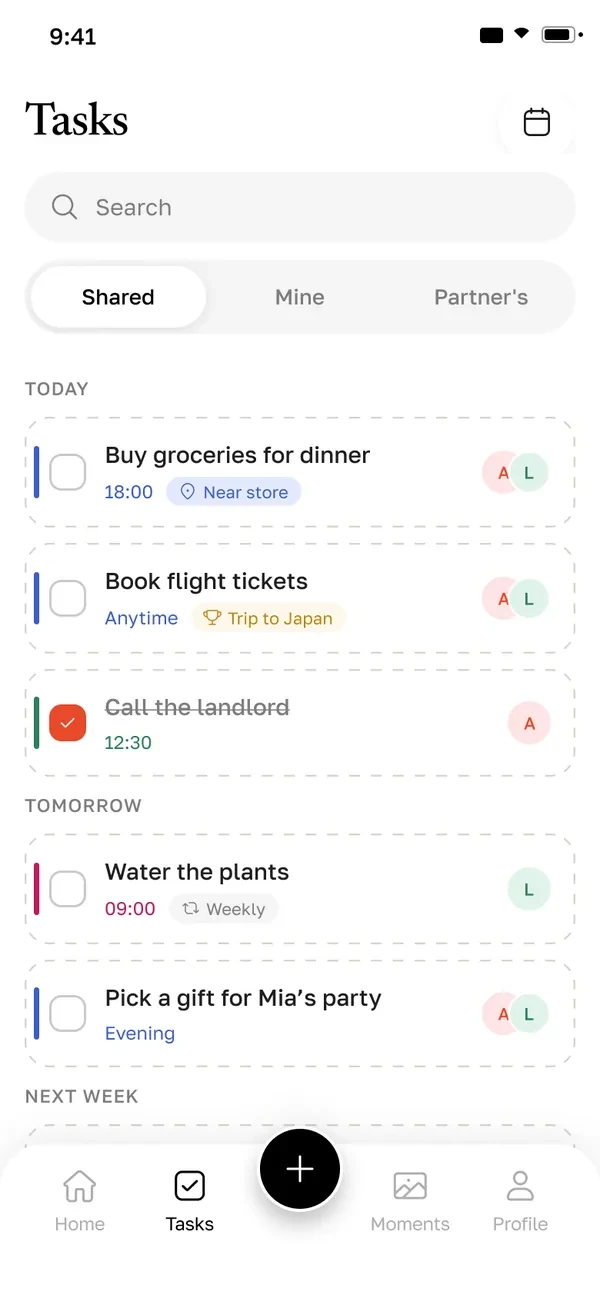 9:41
Tasks
Search
Shared Mine Partner's
TODAY
Buy groceries for dinner
18:00 Near store
A L
Book flight tickets
Anytime Trip to Japan
A L
Call the landlord
12:30
A
TOMORROW
Water the plants
09:00 Weekly
L
Pick a gift for Mia’s party
Evening
A L
NEXT WEEK
Home Tasks Moments Profile